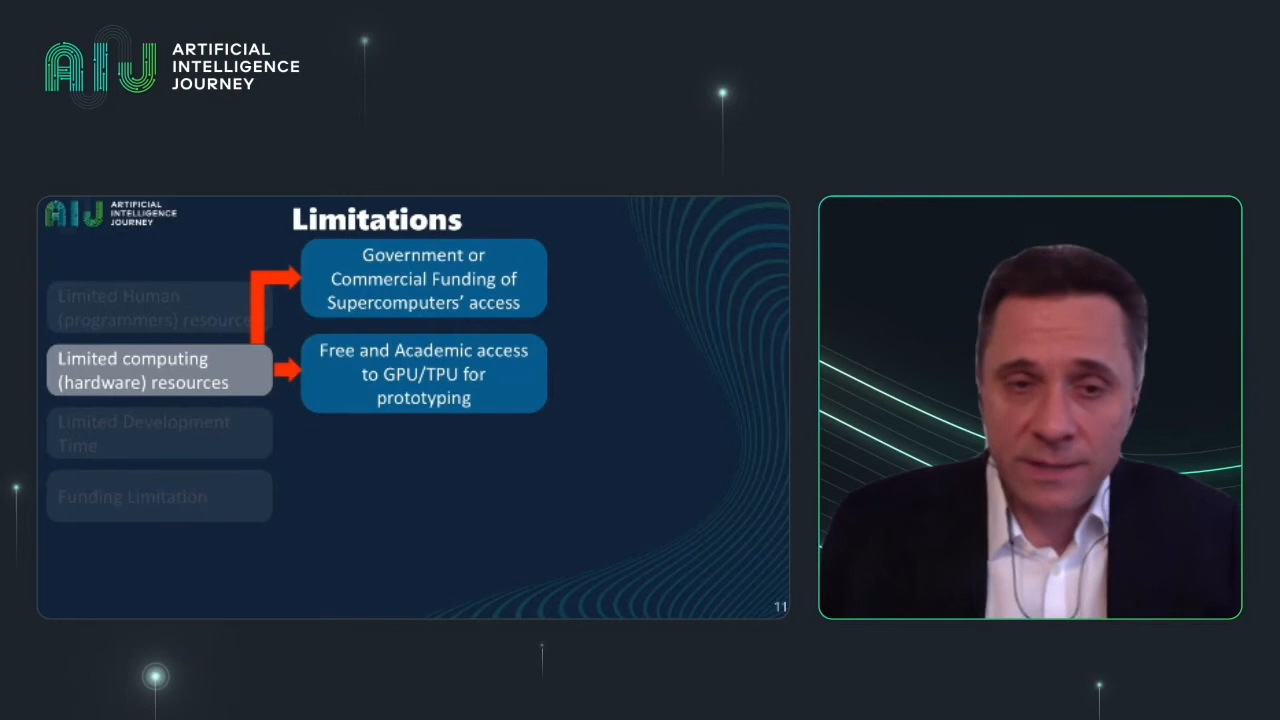 ARTIFICIAL
INTELLIGENCE
JOURNEY
ARTIFICIAL
INTELLIGENCE
JOURNEY
Limitations
Limited Human
(programmers) resource
Limited computing
(hardware) resources
Limited Development
Time
Funding Limitation
Government or
Commercial Funding of
Supercomputers' access
Free and Academic access
to GPU/TPU for
prototyping
11